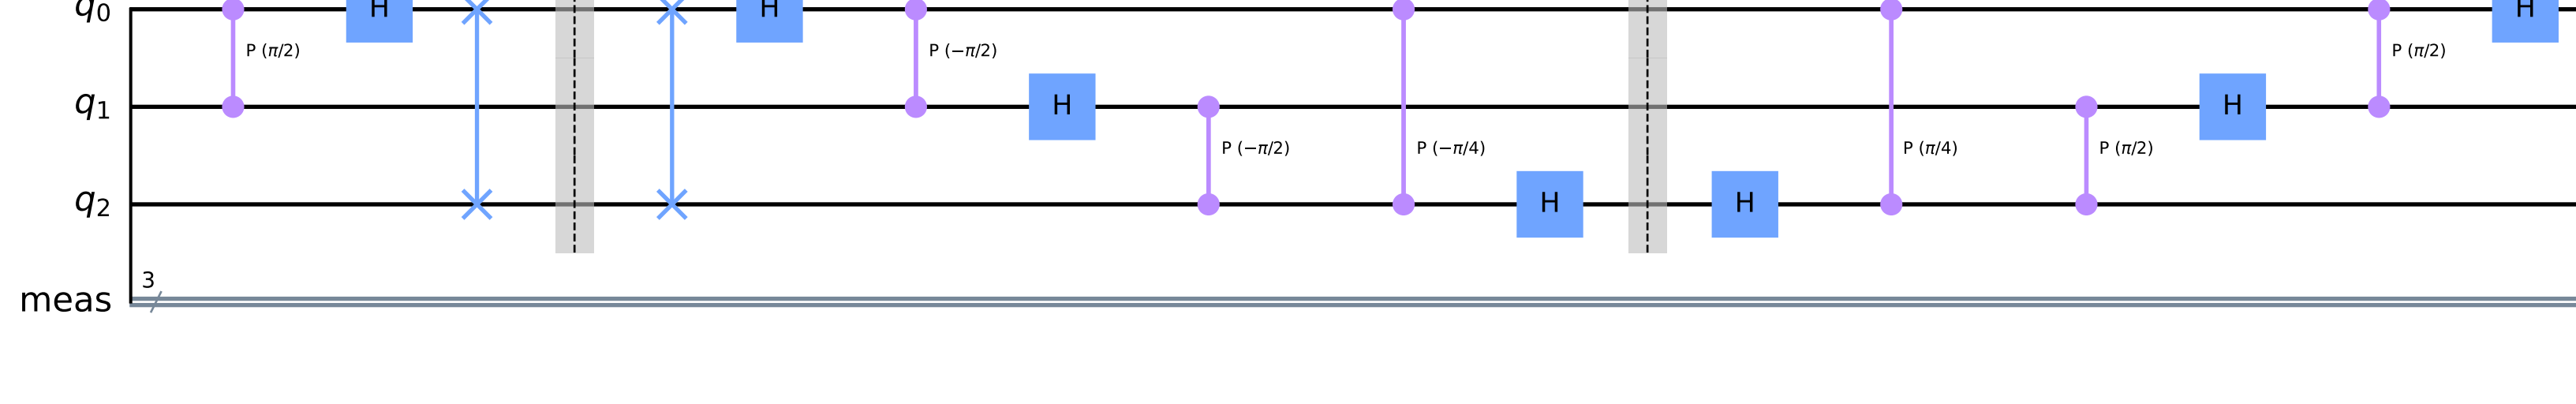 q0 H H H
P (π/2) P (−π/2) P (π/2)
q1 H H
P (−π/2) P (−π/4) P (π/4) P (π/2)
q2 H H
3
meas